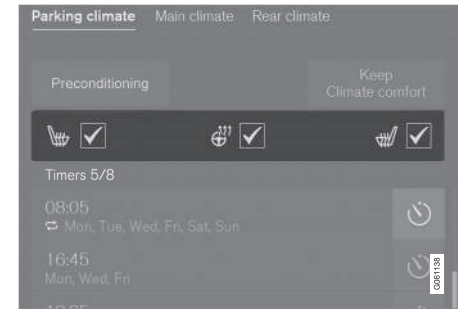 Parking climate Main climate Rear climate
Preconditioning
Keep
Climate comfort
Timers 5/8
08:05
Mon, Tue, Wed, Fri, Sat, Sun
16:45
Mon, Wed, Fri
G061138